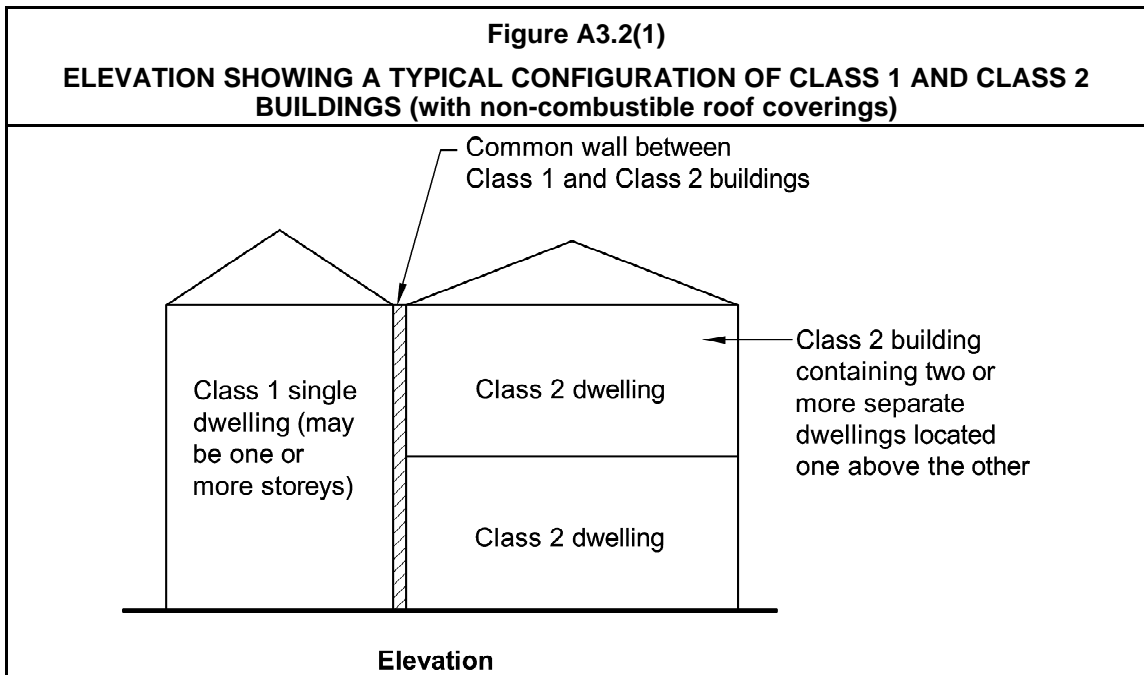 Figure A3.2(1)
ELEVATION SHOWING A TYPICAL CONFIGURATION OF CLASS 1 AND CLASS 2
BUILDINGS (with non-combustible roof coverings)
Common wall between
Class 1 and Class 2 buildings
Class 1 single
dwelling (may
be one or
more storeys)
Class 2 dwelling
Class 2 dwelling
Class 2 building
containing two or
more separate
dwellings located
one above the other
Elevation